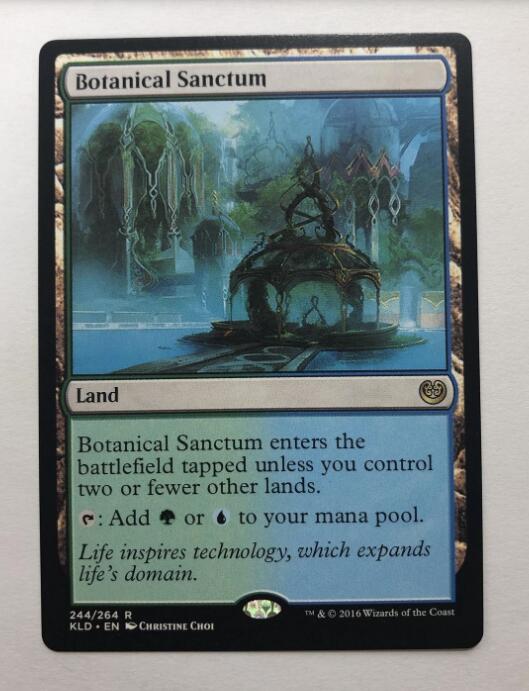 Botanical Sanctum
Land
Botanical Sanctum enters the
battlefield tapped unless you control
two or fewer other lands.
: Add or to your mana pool.
Life inspires technology, which expands
life's domain.
244/264 R
KLD • EN Christine Choi
™ & © 2016 Wizards of the Coast